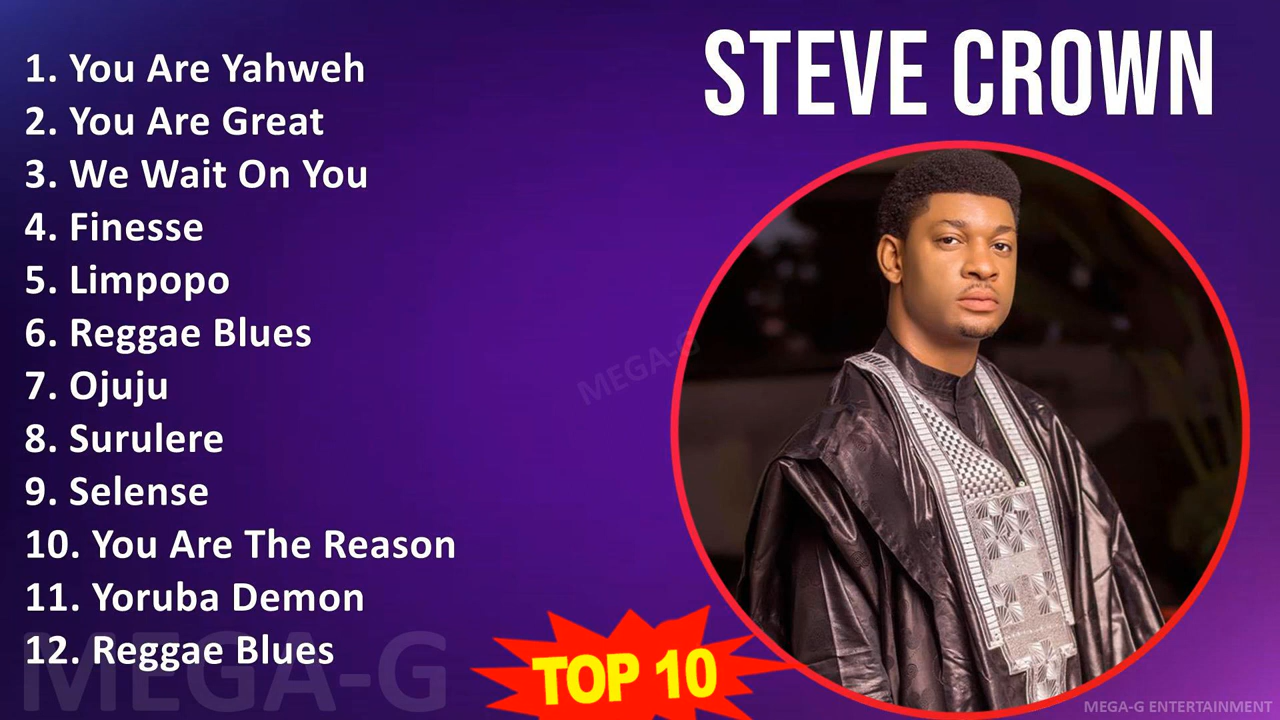 STEVE CROWN
1. You Are Yahweh
2. You Are Great
3. We Wait On You
4. Finesse
5. Limpopo
6. Reggae Blues
7. Ojuju
8. Surulere
9. Selense
10. You Are The Reason
11. Yoruba Demon
12. Reggae Blues
MEGA-G
MEGA-G
TOP 10
MEGA-G ENTERTAINMENT